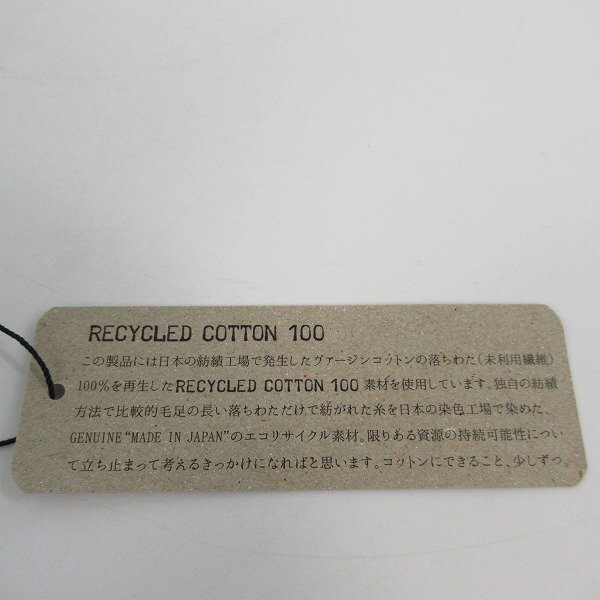 RECYCLED COTTON 100
この製品には日本の紡績工場で発生したヴァージンコットンの落ちわた(未利用繊維)
100%を再生したRECYCLED COTTON 100 素材を使用しています。独自の紡績
方法で比較的毛足の長い落ちわただけで紡がれた糸を日本の染色工場で染めた、
GENUINE“MADE IN JAPAN”のエコリサイクル素材。限りある資源の持続可能性につい
て立ち止まって考えるきっかけになればと思います。コットンにできること、少しずつ。